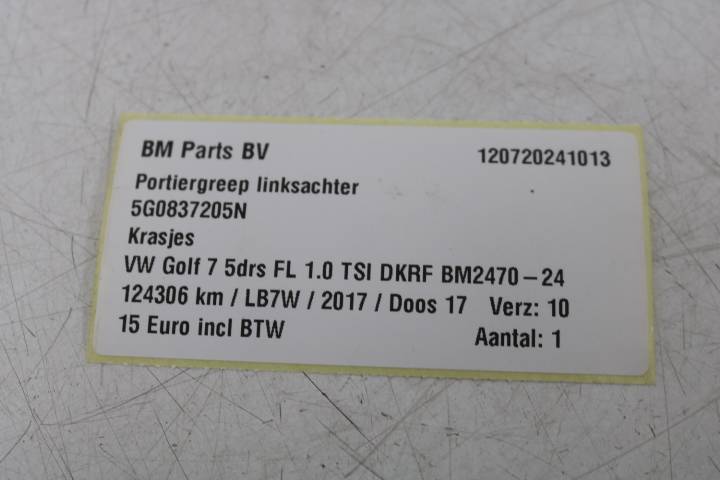 BM Parts BV 120720241013
Portiergreep linksachter
5G0837205N
Krasjes
VW Golf 7 5drs FL 1.0 TSI DKRF BM2470-24
124306 km / LB7W / 2017 / Doos 17 Verz: 10
15 Euro incl BTW Aantal: 1